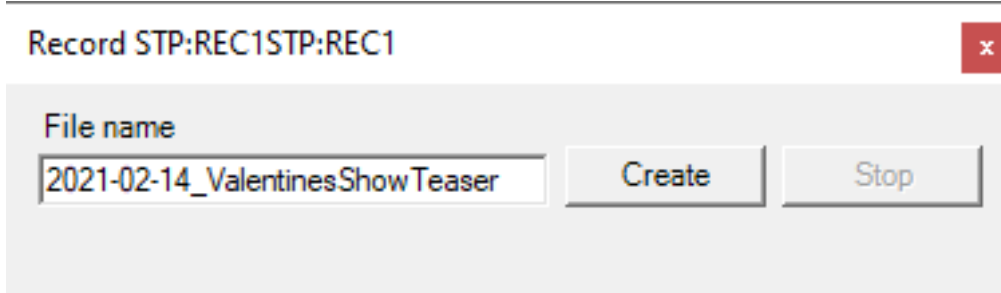 Record STP:REC1STP:REC1
x
File name
2021-02-14_ValentinesShowTeaser
Create
Stop